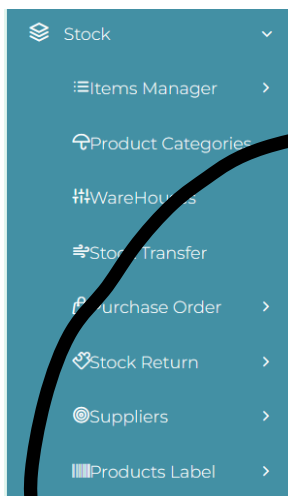 Stock
Items Manager
Product Categories
WareHouses
Stock Transfer
Purchase Order
Stock Return
Suppliers
Products Label